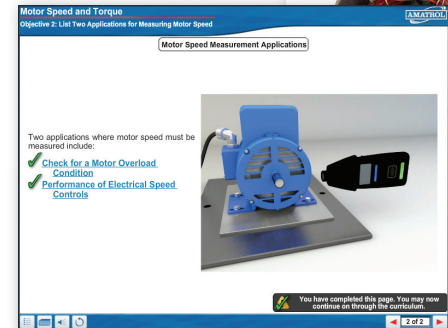 Motor Speed and Torque
Objective 2: List Two Applications for Measuring Motor Speed
AMATROL
Motor Speed Measurement Applications
Two applications where motor speed must be
measured include:
Check for a Motor Overload
Condition
Performance of Electrical Speed
Controls
You have completed this page. You may now
continue on through the curriculum.
2 of 2